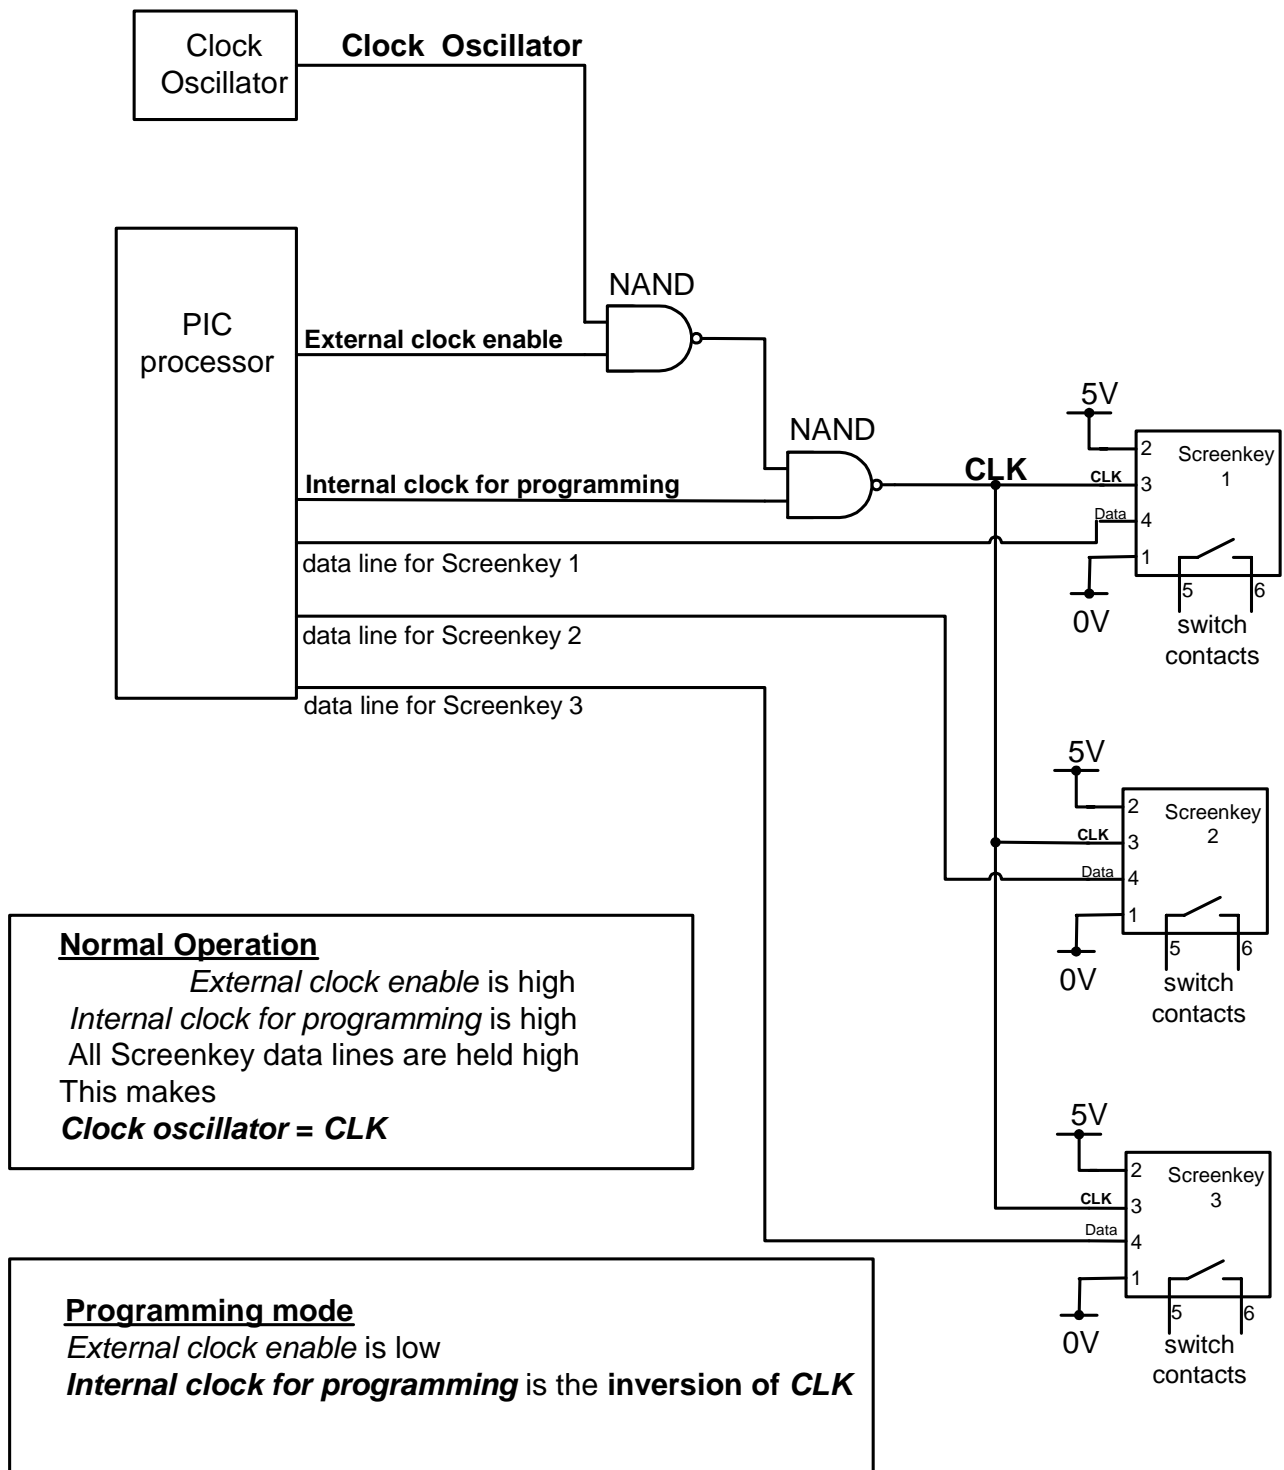 Clock
Oscillator
Clock Oscillator
PIC
processor
NAND
External clock enable
NAND
Internal clock for programming
CLK
data line for Screenkey 1
data line for Screenkey 2
data line for Screenkey 3
5V
2
Screenkey
1
CLK
3
Data
4
1
0V
5
6
switch
contacts
5V
2
Screenkey
2
CLK
3
Data
4
1
0V
5
6
switch
contacts
5V
2
Screenkey
3
CLK
3
Data
4
1
0V
5
6
switch
contacts
Normal Operation
External clock enable is high
Internal clock for programming is high
All Screenkey data lines are held high
This makes
Clock oscillator = CLK
Programming mode
External clock enable is low
Internal clock for programming is the inversion of CLK